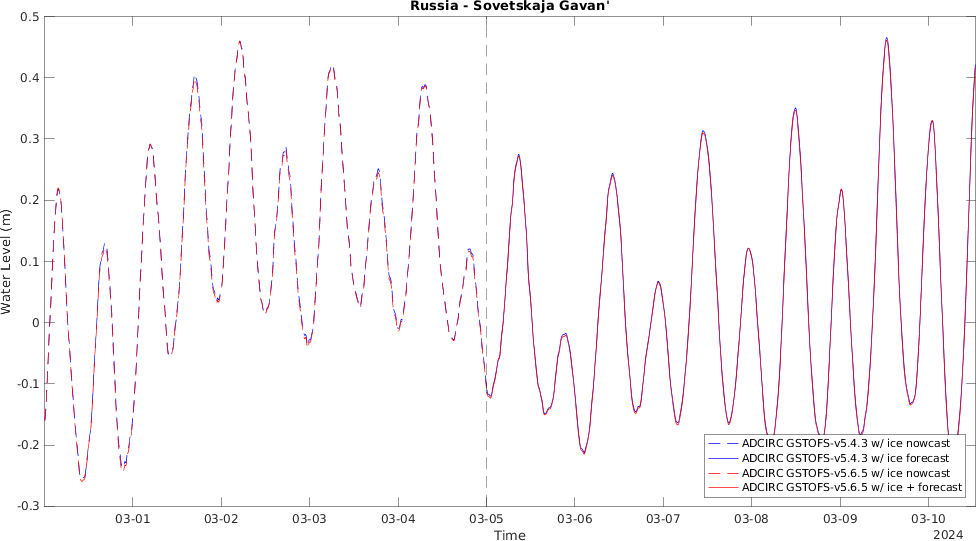 Russia - Sovetskaja Gavan'
Water Level (m)
0.5
0.4
0.3
0.2
0.1
0
-0.1
-0.2
-0.3
ADCIRC GSTOFS-v5.4.3 w/ ice nowcast
ADCIRC GSTOFS-v5.4.3 w/ ice forecast
ADCIRC GSTOFS-v5.6.5 w/ ice nowcast
ADCIRC GSTOFS-v5.6.5 w/ ice + forecast
03-01 03-02 03-03 03-04 03-05 03-06 03-07 03-08 03-09 03-10
Time
2024